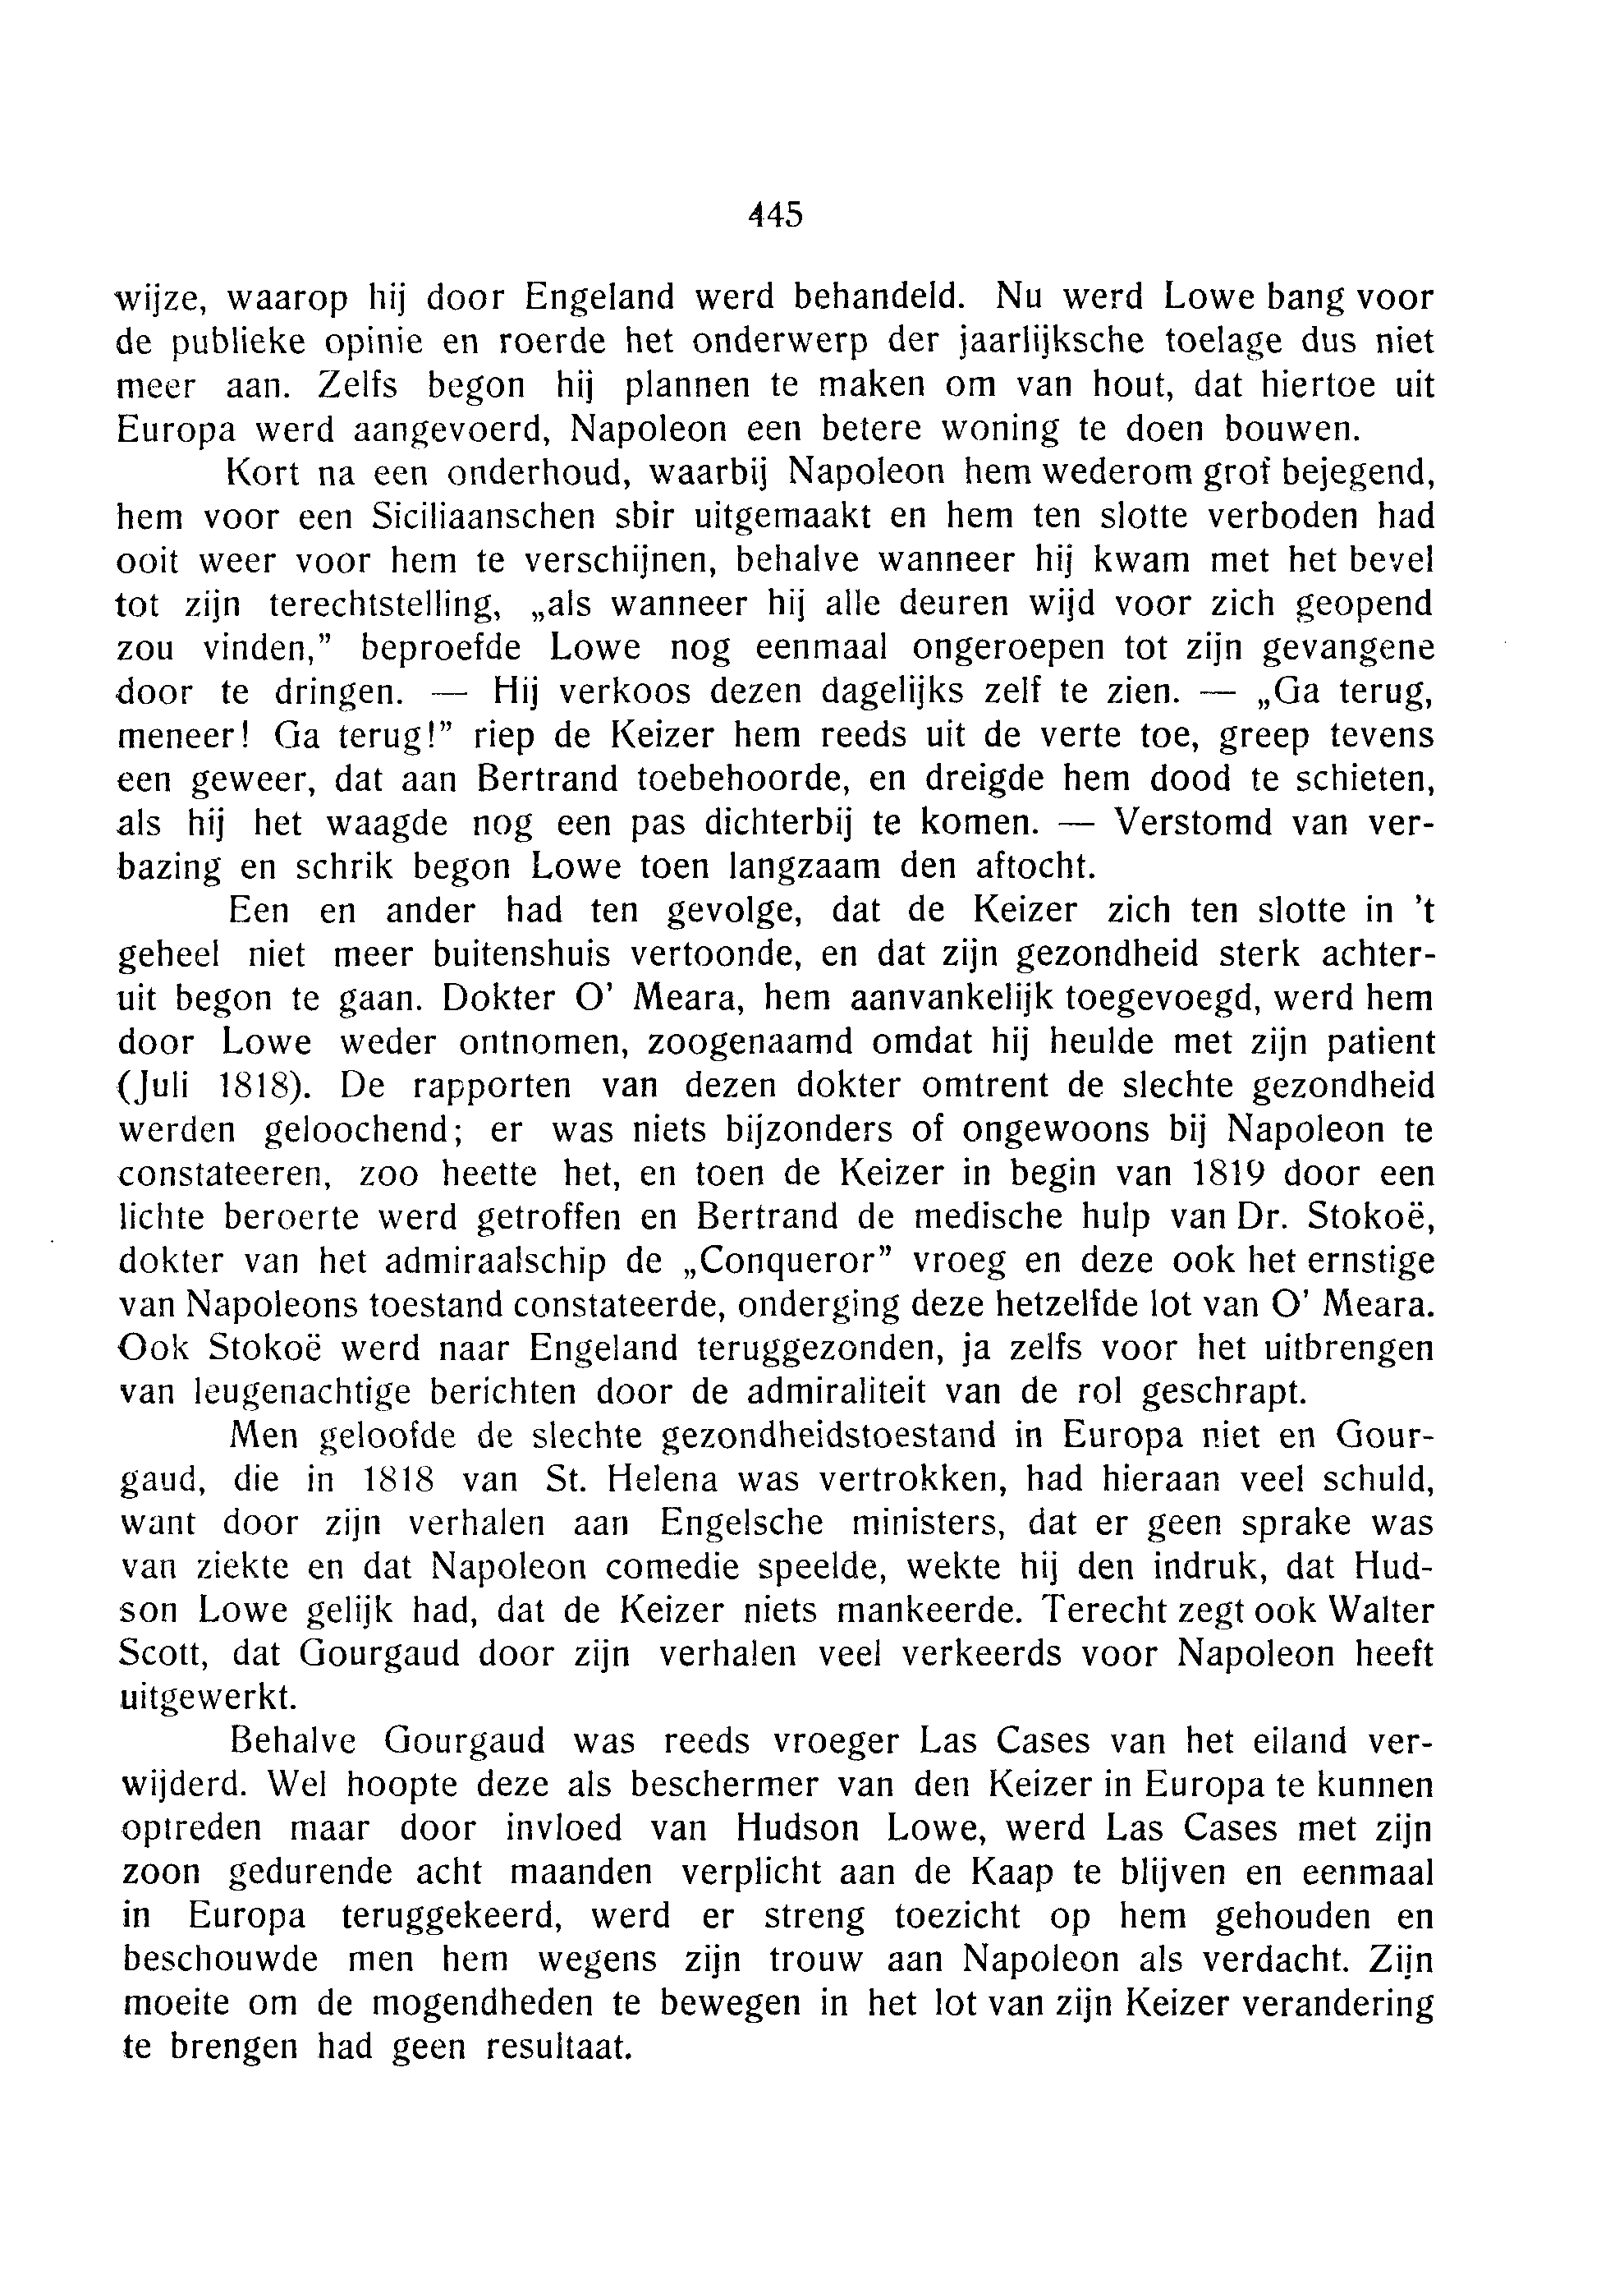 445
wijze, waarop hij door Engeland werd behandeld. Nu werd Lowe bang voor
de publieke opinie en roerde het onderwerp der jaarlijksche toelage dus niet
meer aan. Zelfs begon hij plannen te maken om van hout, dat hiertoe uit
Europa werd aangevoerd, Napoleon een betere woning te doen bouwen.
Kort na een onderhoud, waarbij Napoleon hem wederom grof bejegend,
hem voor een Siciliaanschen sbir uitgemaakt en hem ten slotte verboden had
ooit weer voor hem te verschijnen, behalve wanneer hij kwam met het bevel
tot zijn terechtstelling, „als wanneer hij alle deuren wijd voor zich geopend
zou vinden,” beproefde Lowe nog eenmaal ongeroepen tot zijn gevangene
door te dringen. — Hij verkoos dezen dagelijks zelf te zien. — „Ga terug,
meneer! Ga terug!” riep de Keizer hem reeds uit de verte toe, greep tevens
een geweer, dat aan Bertrand toebehoorde, en dreigde hem dood te schieten,
als hij het waagde nog een pas dichterbij te komen. — Verstomd van ver-
bazing en schrik begon Lowe toen langzaam den aftocht.
Een en ander had ten gevolge, dat de Keizer zich ten slotte in ’t
geheel niet meer buitenshuis vertoonde, en dat zijn gezondheid sterk achter-
uit begon te gaan. Dokter O’ Meara, hem aanvankelijk toegevoegd, werd hem
door Lowe weder ontnomen, zoogenaamd omdat hij heulde met zijn patient
(Juli 1818). De rapporten van dezen dokter omtrent de slechte gezondheid
werden geloochend; er was niets bijzonders of ongewoons bij Napoleon te
constateeren, zoo heette het, en toen de Keizer in begin van 1819 door een
lichte beroerte werd getroffen en Bertrand de medische hulp van Dr. Stokoë,
dokter van het admiraalschip de „Conqueror” vroeg en deze ook het ernstige
van Napoleons toestand constateerde, onderging deze hetzelfde lot van O’ Meara.
Ook Stokoë werd naar Engeland teruggezonden, ja zelfs voor het uitbrengen
van leugenachtige berichten door de admiraliteit van de rol geschrapt.
Men geloofde de slechte gezondheidstoestand in Europa niet en Gour-
gaud, die in 1818 van St. Helena was vertrokken, had hieraan veel schuld,
want door zijn verhalen aan Engelsche ministers, dat er geen sprake was
van ziekte en dat Napoleon comedie speelde, wekte hij den indruk, dat Hud-
son Lowe gelijk had, dat de Keizer niets mankeerde. Terecht zegt ook Walter
Scott, dat Gourgaud door zijn verhalen veel verkeerds voor Napoleon heeft
uitgewerkt.
Behalve Gourgaud was reeds vroeger Las Cases van het eiland ver-
wijderd. Wel hoopte deze als beschermer van den Keizer in Europa te kunnen
optreden maar door invloed van Hudson Lowe, werd Las Cases met zijn
zoon gedurende acht maanden verplicht aan de Kaap te blijven en eenmaal
in Europa teruggekeerd, werd er streng toezicht op hem gehouden en
beschouwde men hem wegens zijn trouw aan Napoleon als verdacht. Zijn
moeite om de mogendheden te bewegen in het lot van zijn Keizer verandering
te brengen had geen resultaat.